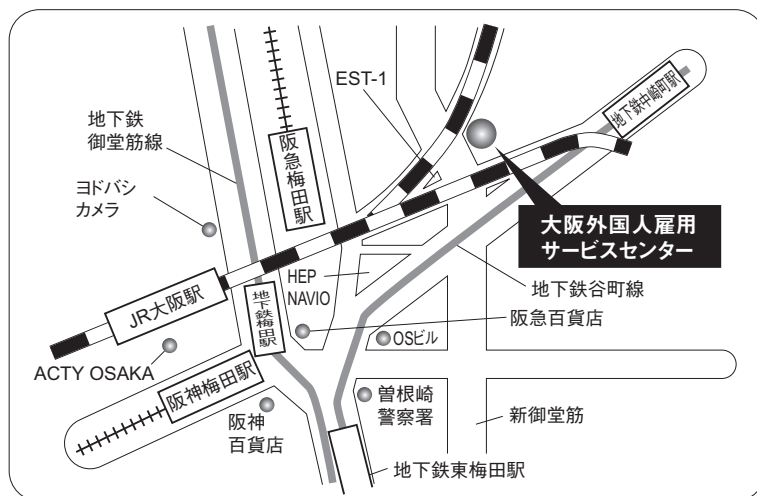 EST-1
地下鉄
御堂筋線
地下鉄中崎町駅
阪急梅田駅
ヨドバシ
カメラ
大阪外国人雇用
サービスセンター
HEP
NAVIO
地下鉄谷町線
JR大阪駅
地下鉄梅田駅
阪急百貨店
OSビル
ACTY OSAKA
阪神梅田駅
曽根崎
警察署
新御堂筋
阪神
百貨店
地下鉄東梅田駅